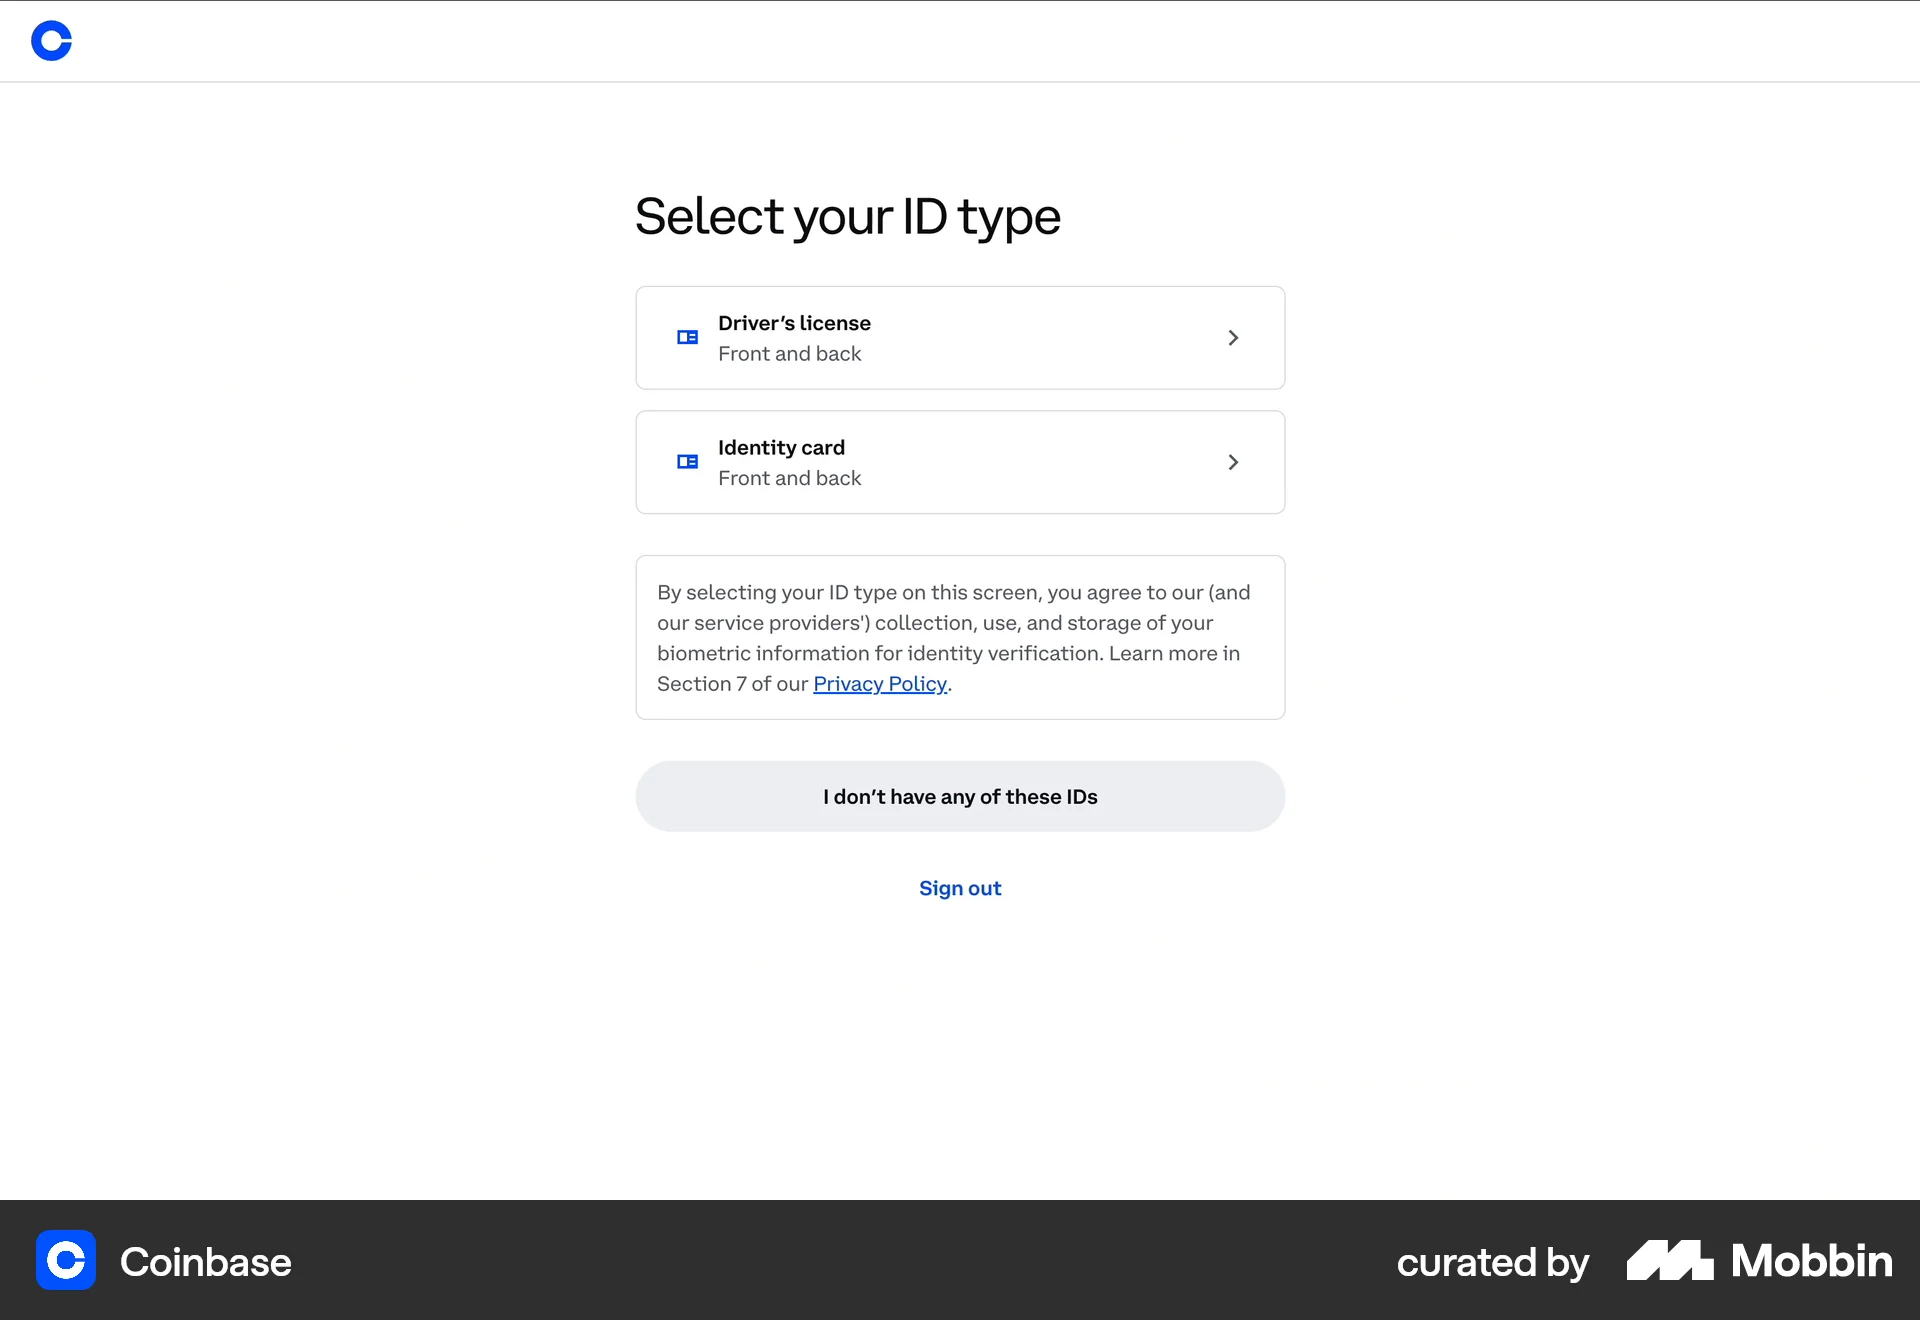 Select your ID type
Driver’s license
Front and back
Identity card
Front and back
By selecting your ID type on this screen, you agree to our (and
our service providers') collection, use, and storage of your
biometric information for identity verification. Learn more in
Section 7 of our Privacy Policy.
I don’t have any of these IDs
Sign out
Coinbase
curated by Mobbin